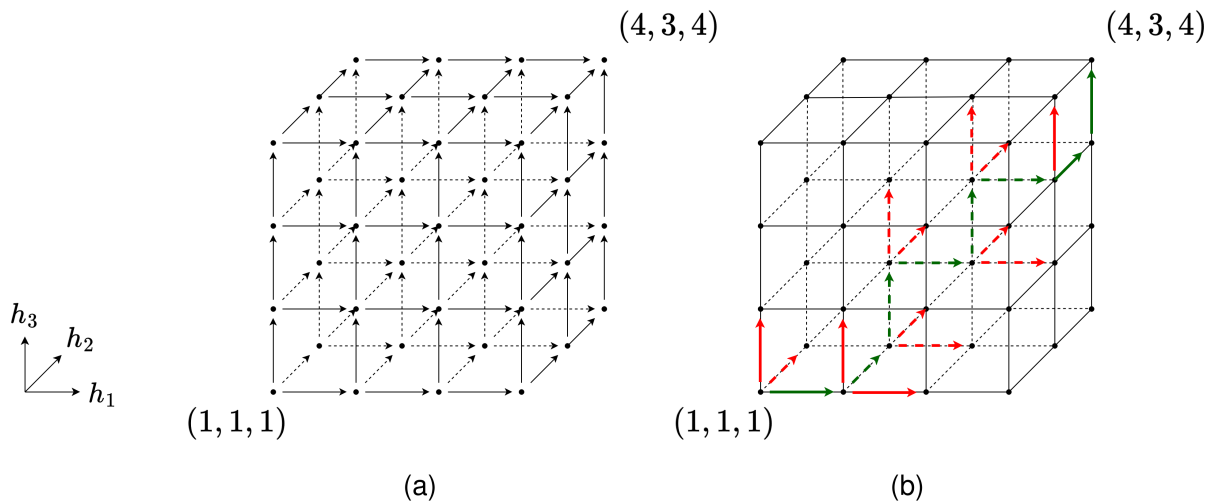 (4, 3, 4)
(4, 3, 4)
h₃
h₂
h₁
(1, 1, 1)
(1, 1, 1)
(a)
(b)